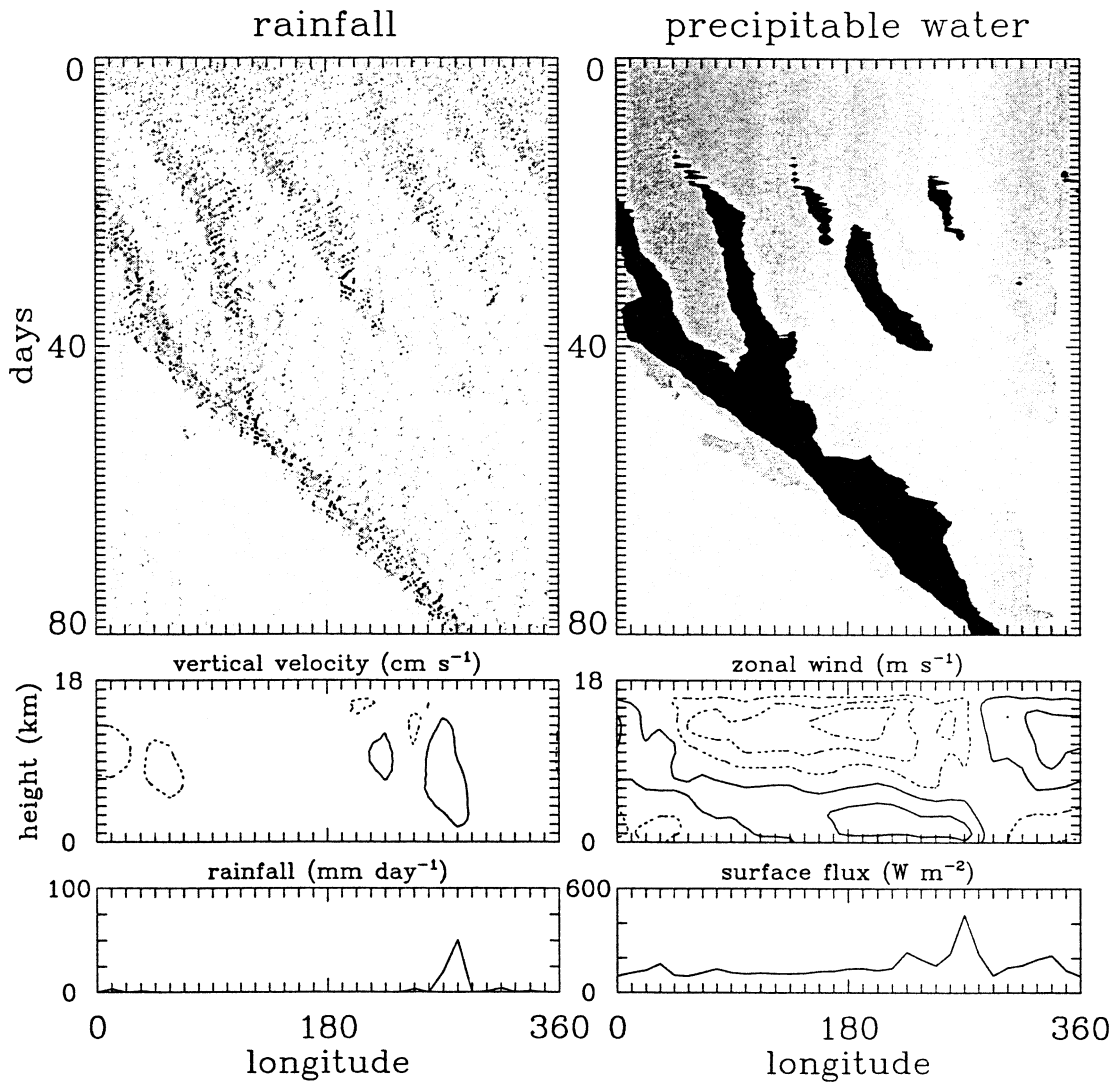 rainfall
precipitable water
0
40
80
days
0
40
80
vertical velocity (cm s⁻¹)
18
0
height (km)
zonal wind (m s⁻¹)
18
0
rainfall (mm day⁻¹)
100
0
surface flux (W m⁻²)
600
0
0 180 360
longitude
0 180 360
longitude